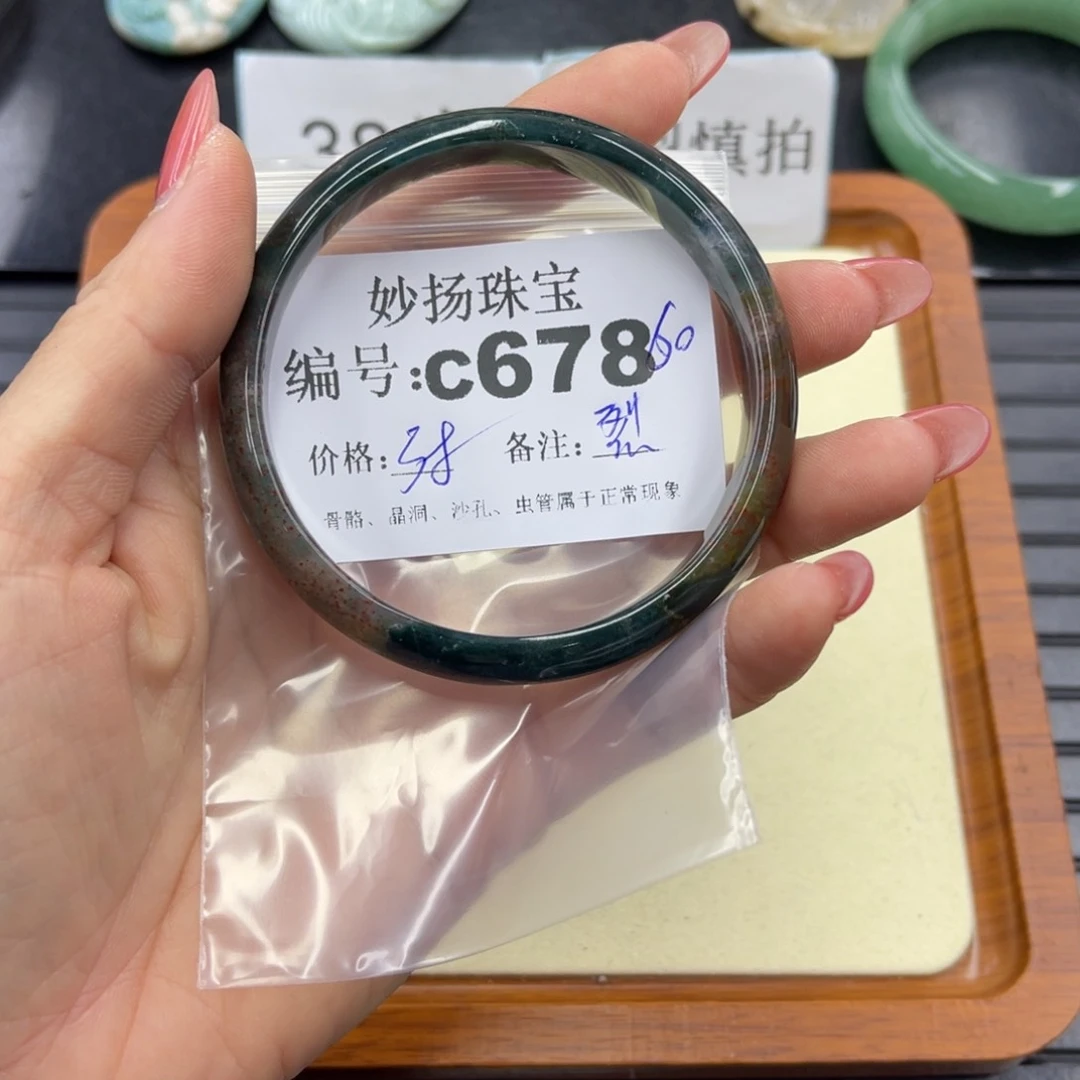 38 慎拍
妙扬珠宝
编号:c678 60
价格: 备注:裂
骨骼、晶洞、沙孔、虫管属于正常现象